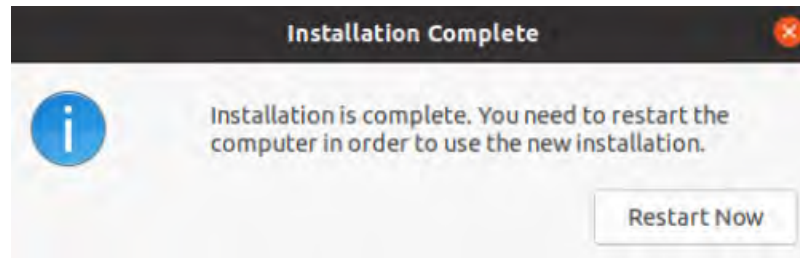 Installation Complete
Installation is complete. You need to restart the
computer in order to use the new installation.
Restart Now